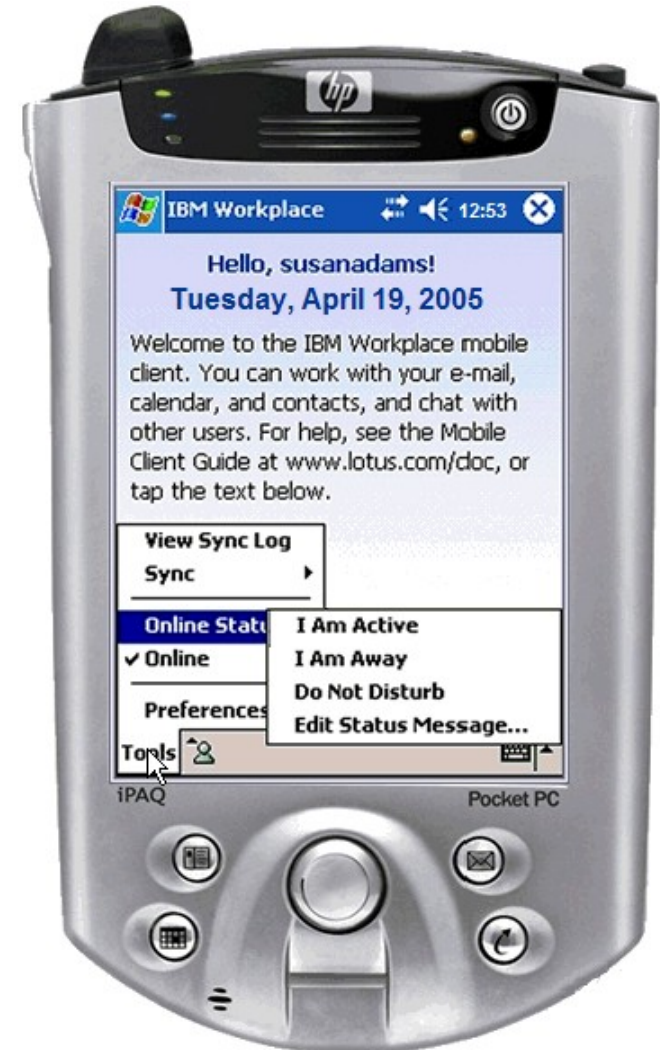 hp
IBM Workplace 12:53
Hello, susanadams!
Tuesday, April 19, 2005
Welcome to the IBM Workplace mobile
client. You can work with your e-mail,
calendar, and contacts, and chat with
other users. For help, see the Mobile
Client Guide at www.lotus.com/doc, or
tap the text below.
View Sync Log
Sync
Online Statu
Online
Preferences
I Am Active
I Am Away
Do Not Disturb
Edit Status Message...
Tools
iPAQ Pocket PC